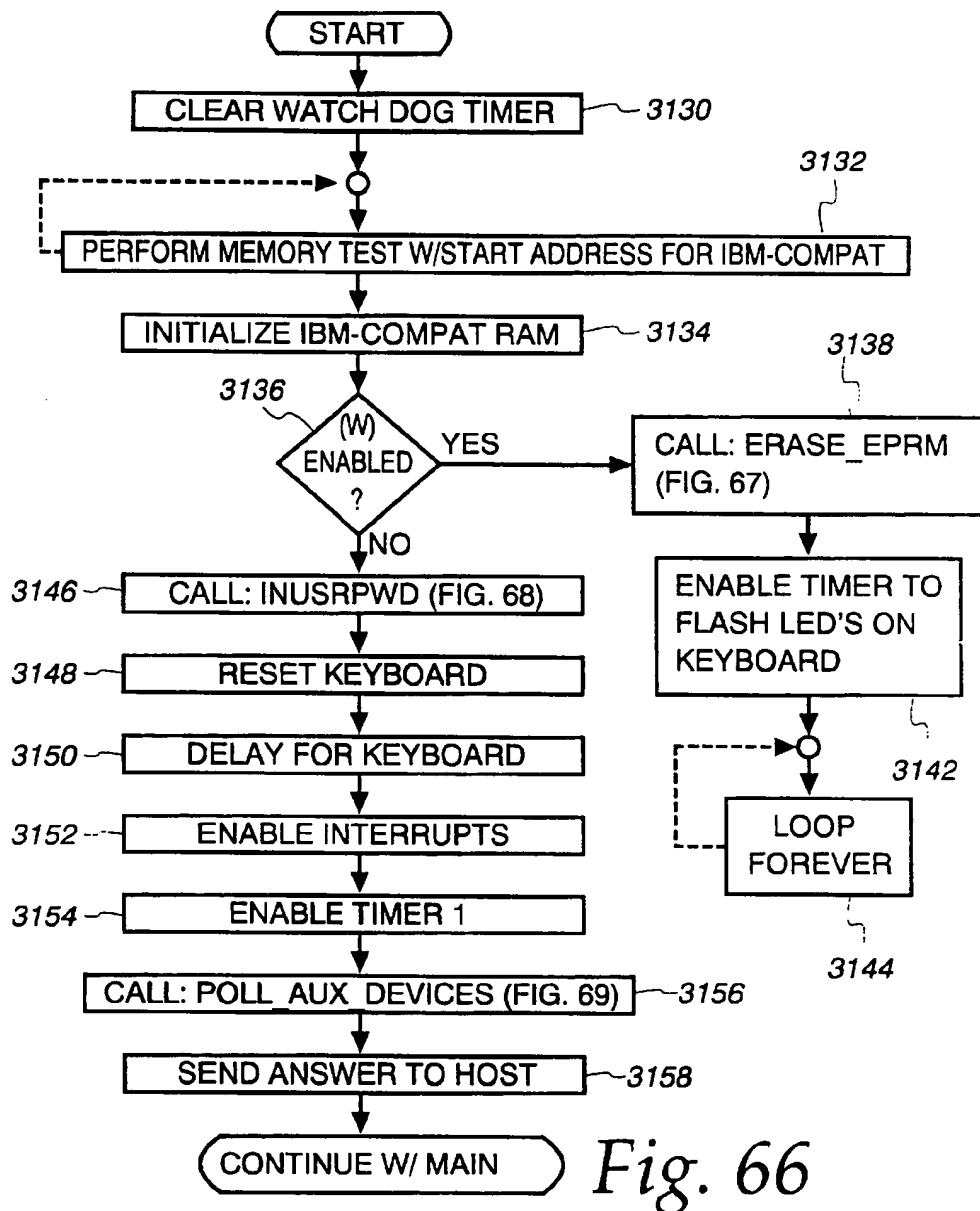 START
CLEAR WATCH DOG TIMER
3130
3132
PERFORM MEMORY TEST W/START ADDRESS FOR IBM-COMPAT
INITIALIZE IBM-COMPAT RAM
3134
3136
(W)
ENABLED
?
YES
NO
3138
CALL: ERASE_EPRM
(FIG. 67)
ENABLE TIMER TO
FLASH LED'S ON
KEYBOARD
3142
LOOP
FOREVER
3144
3146
CALL: INUSRPWD (FIG. 68)
3148
RESET KEYBOARD
3150
DELAY FOR KEYBOARD
3152
ENABLE INTERRUPTS
3154
ENABLE TIMER 1
CALL: POLL_AUX_DEVICES (FIG. 69)
3156
SEND ANSWER TO HOST
3158
CONTINUE W/ MAIN
Fig. 66